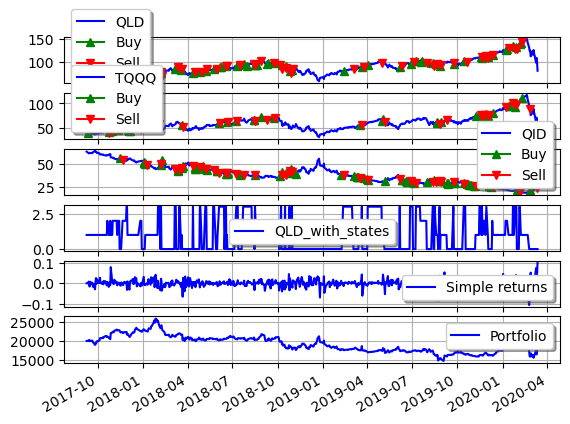 QLD
Buy
Sell
150
100
TQQQ
Buy
Sell
100
50
QID
Buy
Sell
50
25
2.5
0.0
QLD_with_states
0.1
0.0
−0.1
Simple returns
25000
20000
15000
Portfolio
2017-10
2018-01
2018-04
2018-07
2018-10
2019-01
2019-04
2019-07
2019-10
2020-01
2020-04